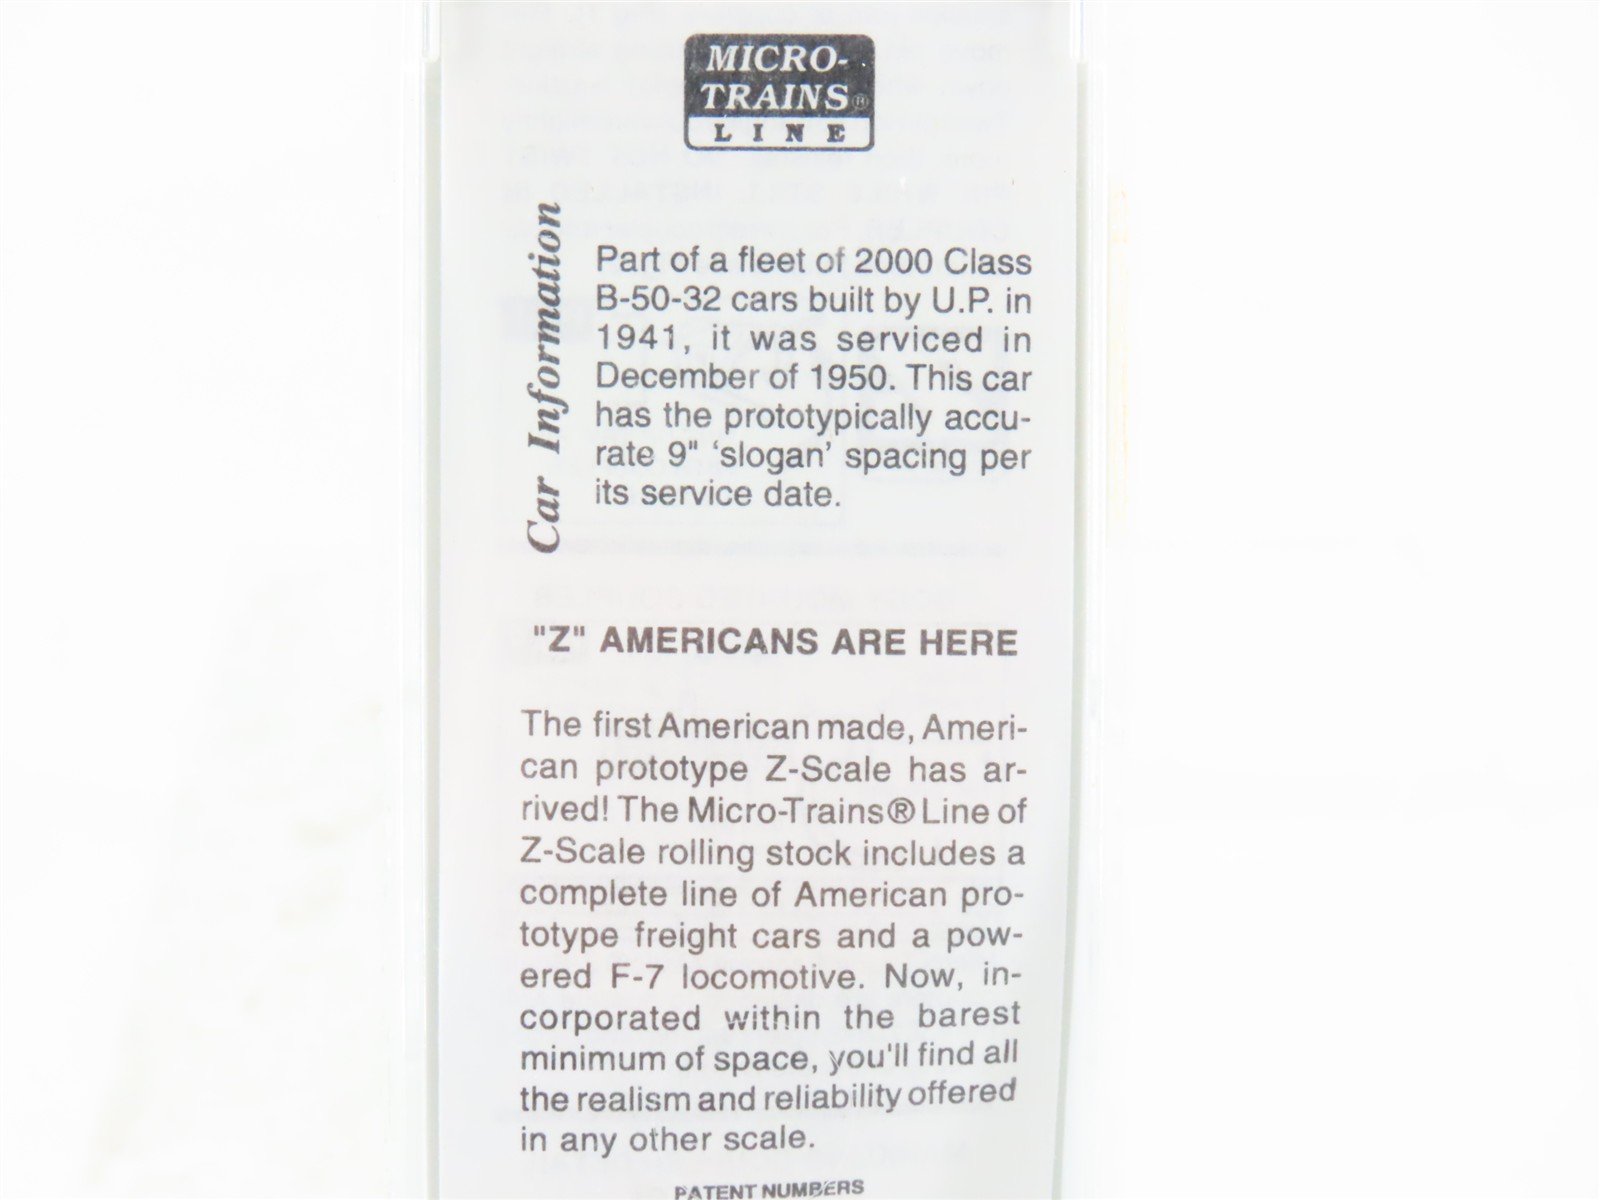 MICRO-
TRAINS®
LINE
Car Information
Part of a fleet of 2000 Class
B-50-32 cars built by U.P. in
1941, it was serviced in
December of 1950. This car
has the prototypically accu-
rate 9" ‘slogan’ spacing per
its service date.
"Z" AMERICANS ARE HERE
The first American made, Ameri-
can prototype Z-Scale has ar-
rived! The Micro-Trains® Line of
Z-Scale rolling stock includes a
complete line of American pro-
totype freight cars and a pow-
ered F-7 locomotive. Now, in-
corporated within the barest
minimum of space, you'll find all
the realism and reliability offered
in any other scale.
PATENT NUMBERS